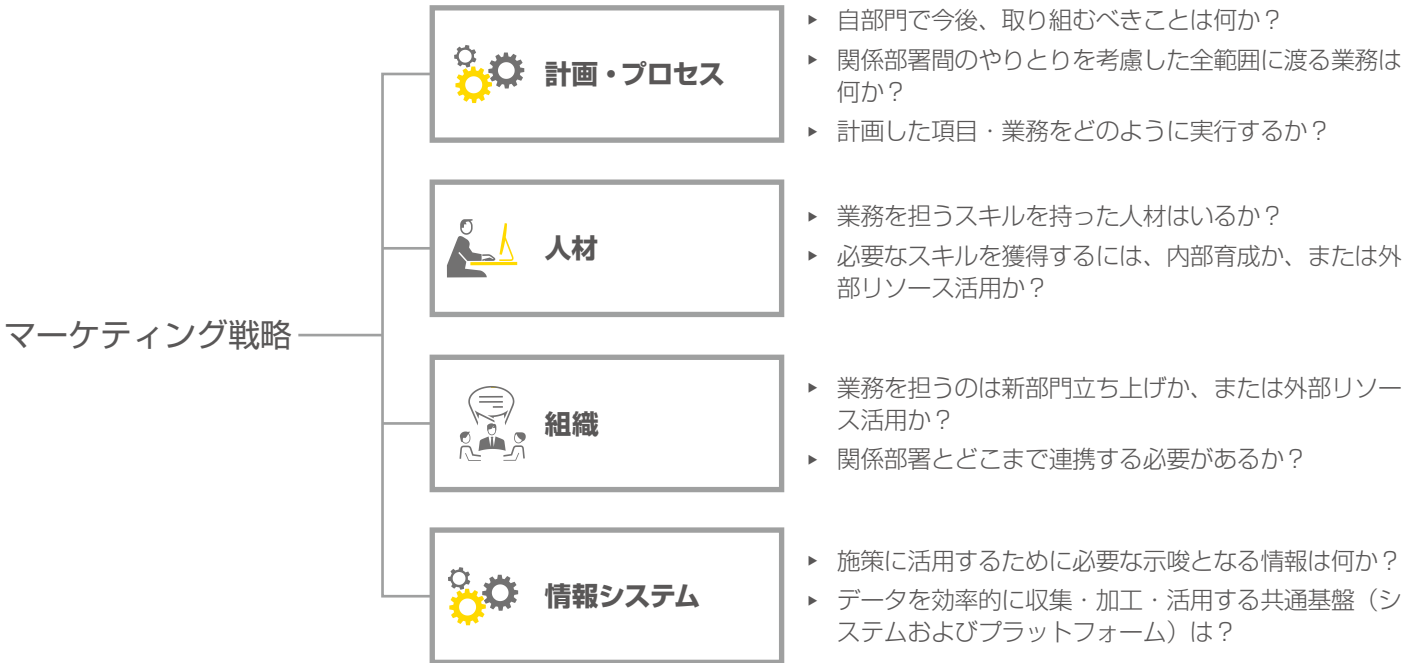 マーケティング戦略
計画・プロセス
▶ 自部門で今後、取り組むべきことは何か？
▶ 関係部署間のやりとりを考慮した全範囲に渡る業務は
何か？
▶ 計画した項目・業務をどのように実行するか？
人材
▶ 業務を担うスキルを持った人材はいるか？
▶ 必要なスキルを獲得するには、内部育成か、または外
部リソース活用か？
組織
▶ 業務を担うのは新部門立ち上げか、または外部リソー
ス活用か？
▶ 関係部署とどこまで連携する必要があるか？
情報システム
▶ 施策に活用するために必要な示唆となる情報は何か？
▶ データを効率的に収集・加工・活用する共通基盤（シ
ステムおよびプラットフォーム）は？